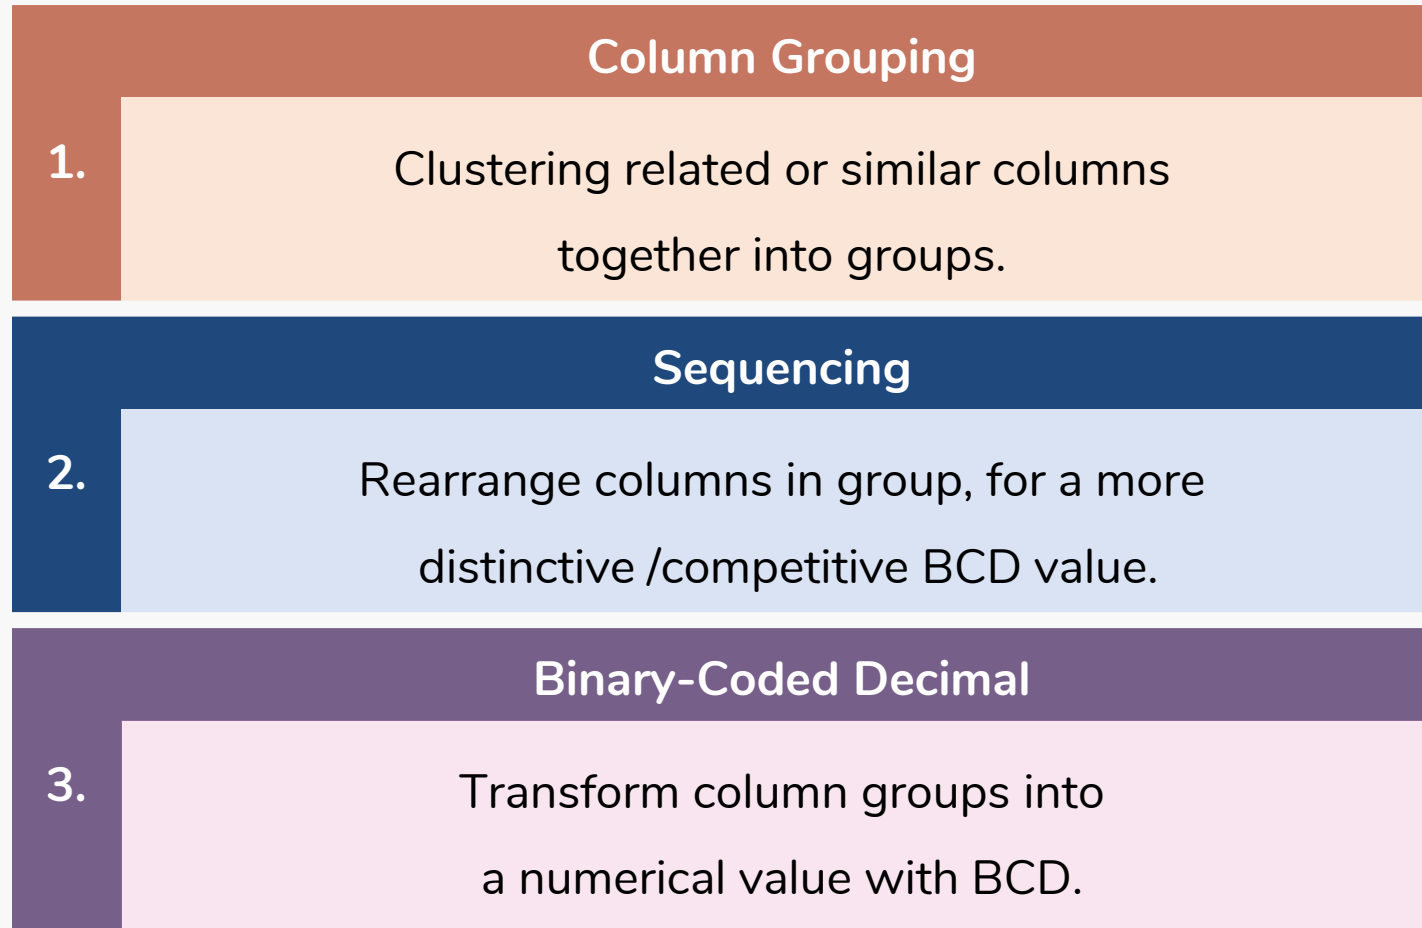 Column Grouping
1.
Clustering related or similar columns
together into groups.
Sequencing
2.
Rearrange columns in group, for a more
distinctive /competitive BCD value.
Binary-Coded Decimal
3.
Transform column groups into
a numerical value with BCD.